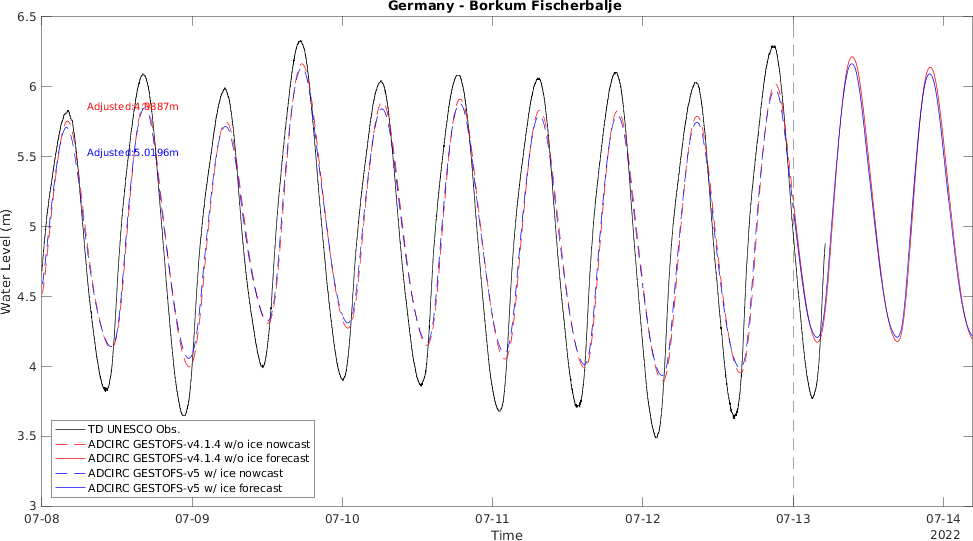 Germany - Borkum Fischerbalje
6.5
6
5.5
5
4.5
4
3.5
3
Water Level (m)
Adjusted:5.0196m
TD UNESCO Obs.
ADCIRC GESTOFS-v4.1.4 w/o ice nowcast
ADCIRC GESTOFS-v4.1.4 w/o ice forecast
ADCIRC GESTOFS-v5 w/ ice nowcast
ADCIRC GESTOFS-v5 w/ ice forecast
07-08
07-09
07-10
07-11
07-12
07-13
07-14
Time
2022